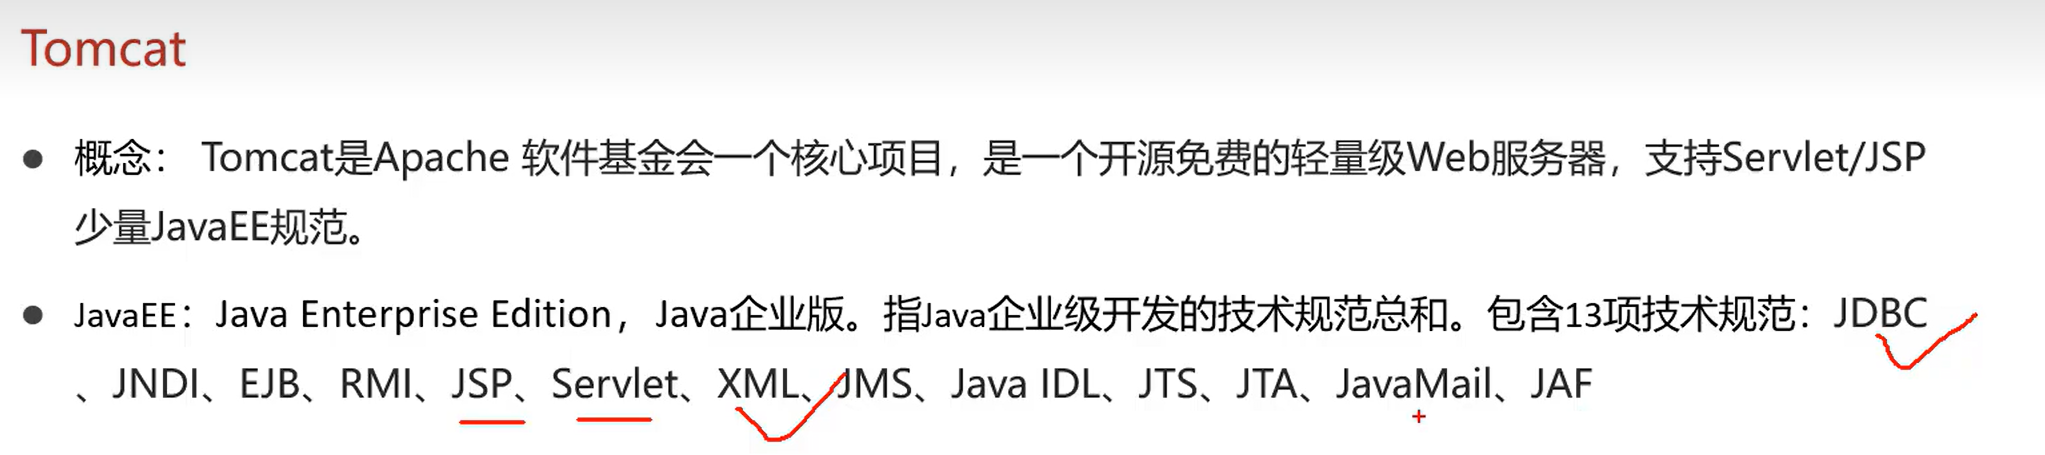 Tomcat
概念： Tomcat是Apache 软件基金会一个核心项目，是一个开源免费的轻量级Web服务器，支持Servlet/JSP
少量JavaEE规范。
JavaEE：Java Enterprise Edition，Java企业版。指Java企业级开发的技术规范总和。包含13项技术规范：JDBC
、JNDI、EJB、RMI、JSP、Servlet、XML、JMS、Java IDL、JTS、JTA、JavaMail、JAF